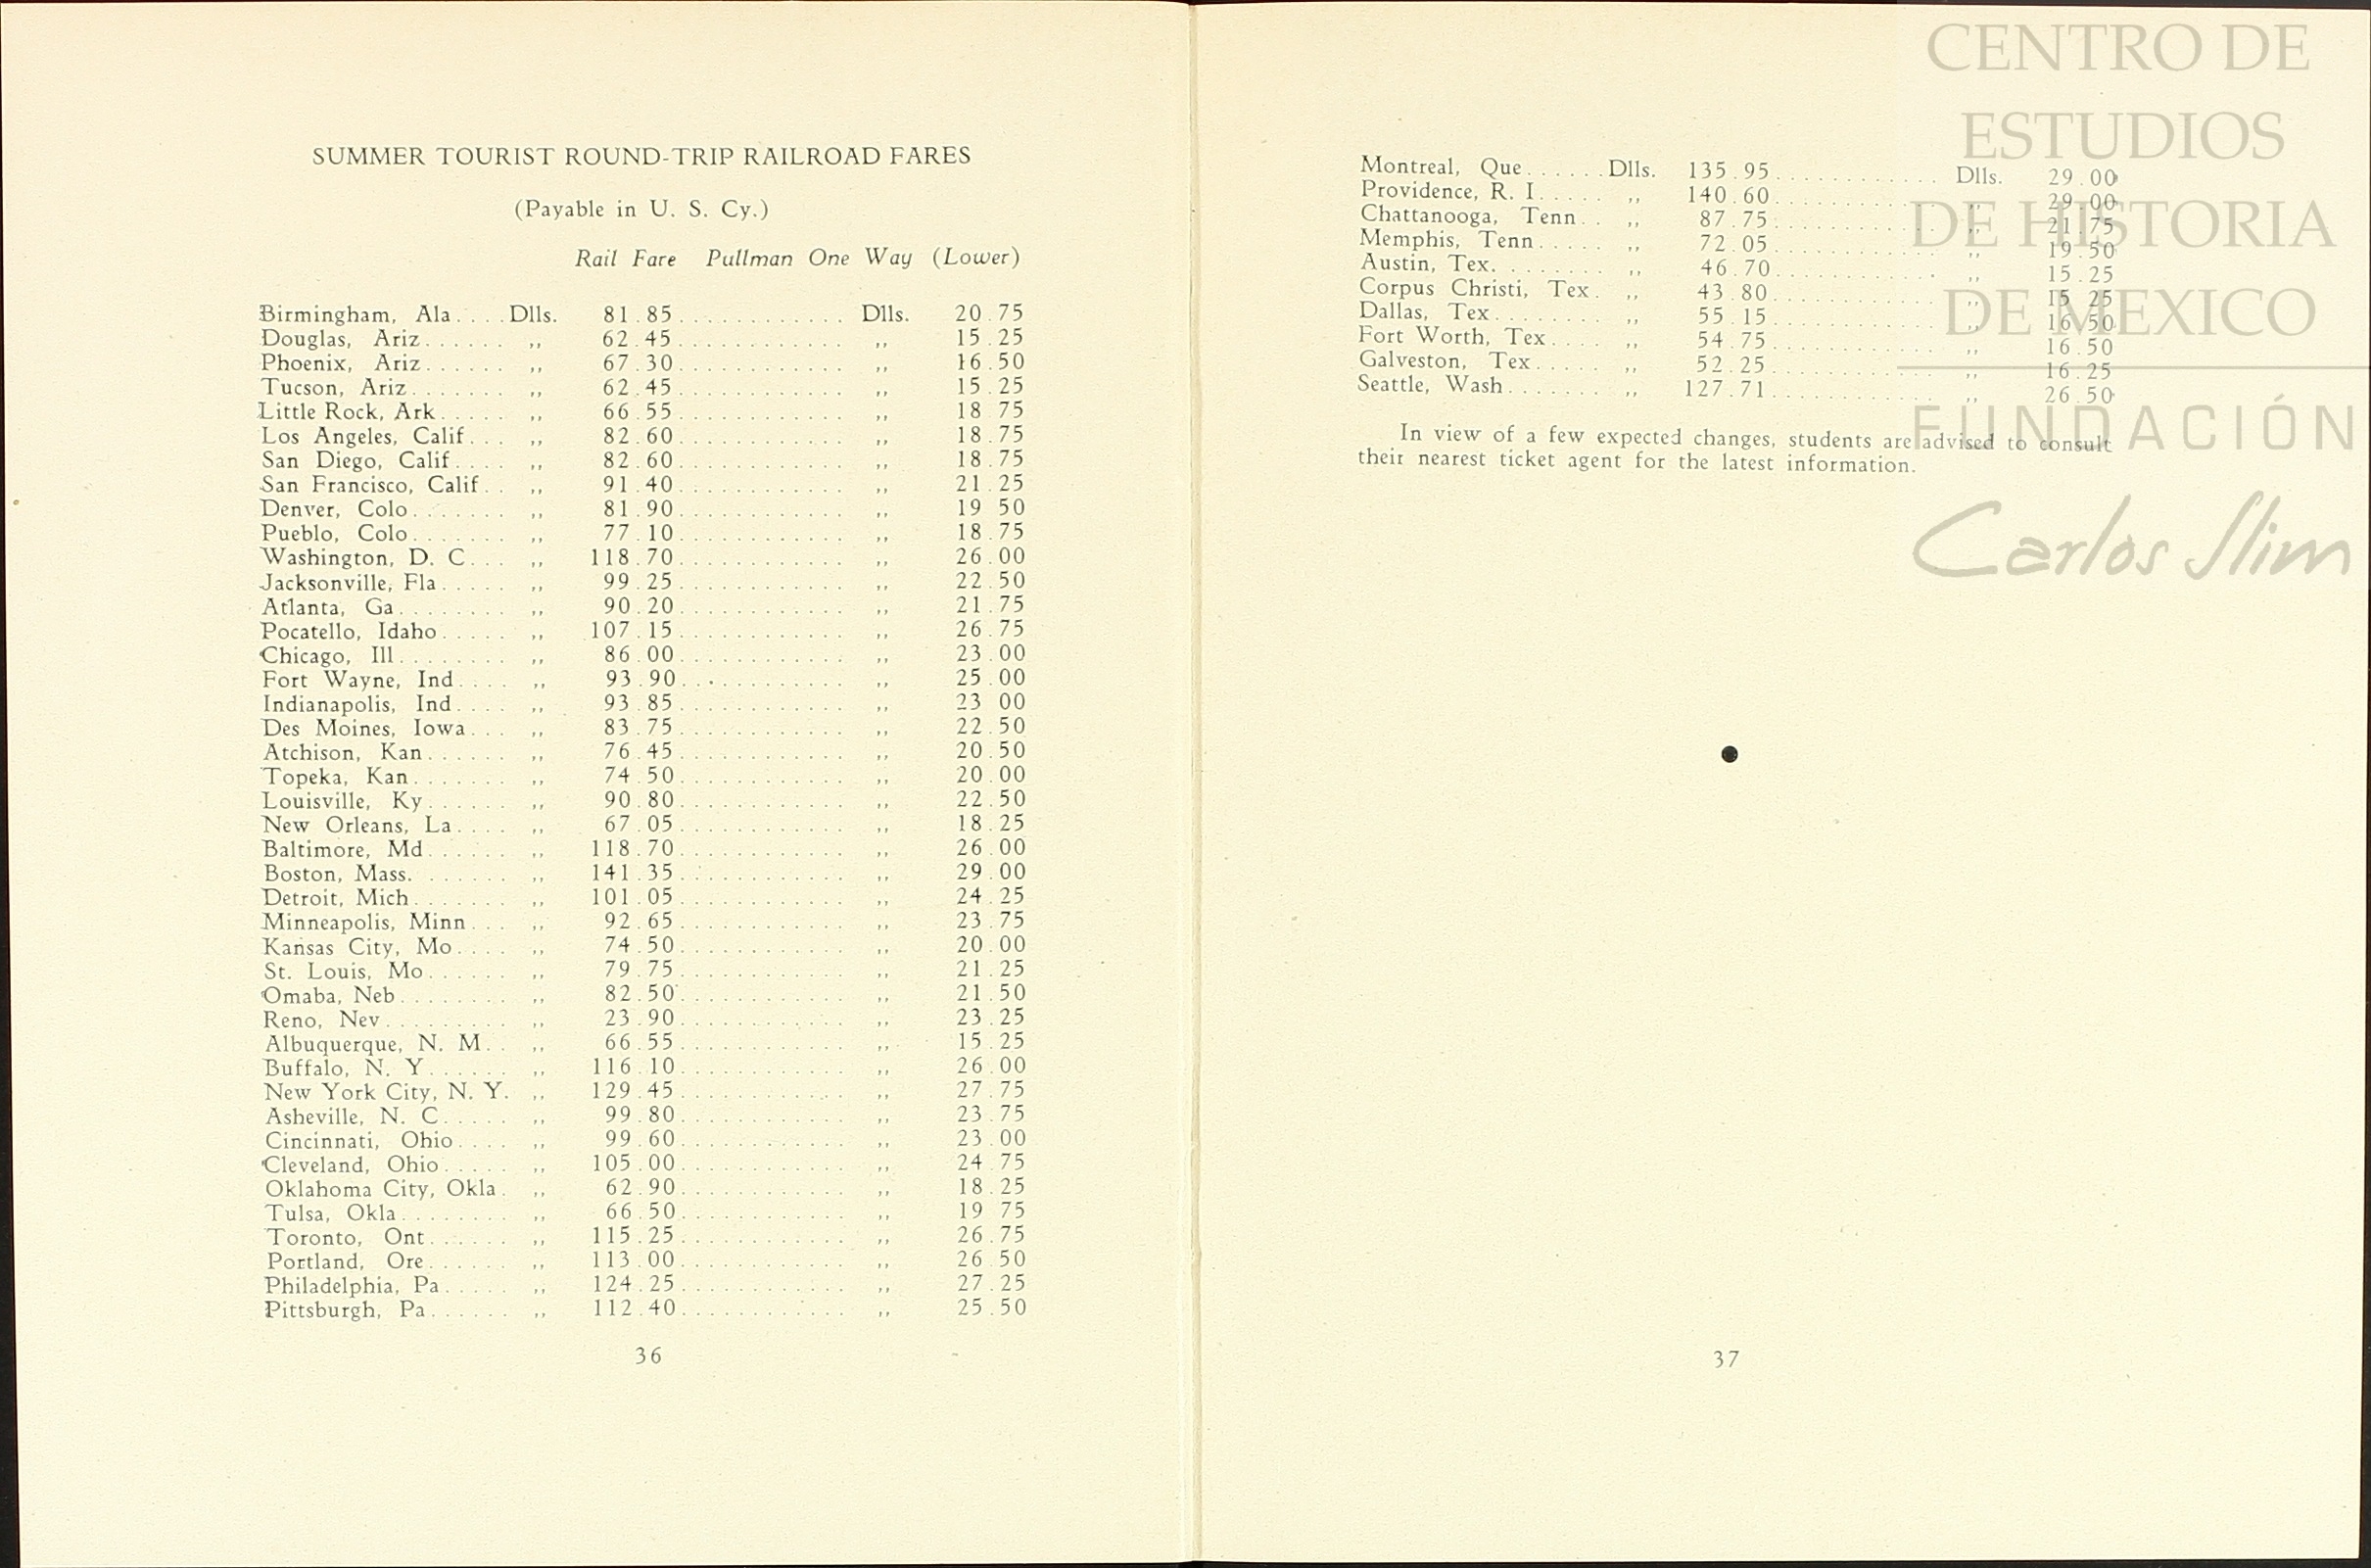 SUMMER TOURIST ROUND-TRIP RAILROAD FARES
(Payable in U. S. Cy.)
Rail Fare Pullman One Way (Lower)
Birmingham, Ala.... Dlls. 81.85............ Dlls. 20.75
Douglas, Ariz...... ,, 62.45............ ,, 15.25
Phoenix, Ariz...... ,, 67.30............ ,, 16.50
Tucson, Ariz....... ,, 62.45............ ,, 15.25
Little Rock, Ark..... ,, 66.55............ ,, 18 75
Los Angeles, Calif... ,, 82.60............ ,, 18.75
San Diego, Calif.... ,, 82.60............ ,, 18.75
San Francisco, Calif.. ,, 91.40............ ,, 21.25
Denver, Colo....... ,, 81.90............ ,, 19 50
Pueblo, Colo....... ,, 77.10............ ,, 18.75
Washington, D. C... ,, 118.70............ ,, 26.00
Jacksonville, Fla..... ,, 99.25............ ,, 22.50
Atlanta, Ga........ ,, 90.20............ ,, 21.75
Pocatello, Idaho..... ,, 107.15............ ,, 26.75
Chicago, Ill........ ,, 86.00............ ,, 23.00
Fort Wayne, Ind.... ,, 93.90............ ,, 25.00
Indianapolis, Ind.... ,, 93.85............ ,, 23 00
Des Moines, Iowa... ,, 83.75............ ,, 22.50
Atchison, Kan...... ,, 76.45............ ,, 20.50
Topeka, Kan....... ,, 74.50............ ,, 20.00
Louisville, Ky...... ,, 90.80............ ,, 22.50
New Orleans, La.... ,, 67.05............ ,, 18.25
Baltimore, Md...... ,, 118.70............ ,, 26.00
Boston, Mass. ...... ,, 141.35............ ,, 29.00
Detroit, Mich....... ,, 101.05............ ,, 24.25
Minneapolis, Minn... ,, 92.65............ ,, 23.75
Kansas City, Mo.... ,, 74.50............ ,, 20.00
St. Louis, Mo...... ,, 79.75............ ,, 21.25
Omaba, Neb........ ,, 82.50............ ,, 21.50
Reno, Nev......... ,, 23.90............ ,, 23.25
Albuquerque, N. M.. ,, 66.55............ ,, 15.25
Buffalo, N. Y...... ,, 116.10............ ,, 26.00
New York City, N. Y. ,, 129.45............ ,, 27.75
Asheville, N. C..... ,, 99.80............ ,, 23.75
Cincinnati, Ohio.... ,, 99.60............ ,, 23.00
Cleveland, Ohio..... ,, 105.00............ ,, 24.75
Oklahoma City, Okla. ,, 62.90............ ,, 18.25
Tulsa, Okla........ ,, 66.50............ ,, 19 75
Toronto, Ont...... ,, 115.25............ ,, 26.75
Portland, Ore...... ,, 113.00............ ,, 26 50
Philadelphia, Pa..... ,, 124.25............ ,, 27.25
Pittsburgh, Pa...... ,, 112.40............ ,, 25.50
36
Montreal, Que...... Dlls. 135.95............ Dlls. 29.00
Providence, R. I..... ,, 140.60............ ,, 29.00
Chattanooga, Tenn.. ,, 87.75............ ,, 21.75
Memphis, Tenn..... ,, 72.05............ ,, 19.50
Austin, Tex. ....... ,, 46.70............ ,, 15.25
Corpus Christi, Tex. ,, 43.80............ ,, 15.25
Dallas, Tex........ ,, 55.15............ ,, 16.50
Fort Worth, Tex.... ,, 54.75............ ,, 16.50
Galveston, Tex..... ,, 52.25............ ,, 16.25
Seattle, Wash....... ,, 127.71............ ,, 26.50
In view of a few expected changes, students are advised to consult
their nearest ticket agent for the latest information.
37
CENTRO DE
ESTUDIOS
DE HISTORIA
DE MEXICO
FUNDACIÓN
Carlos Slim